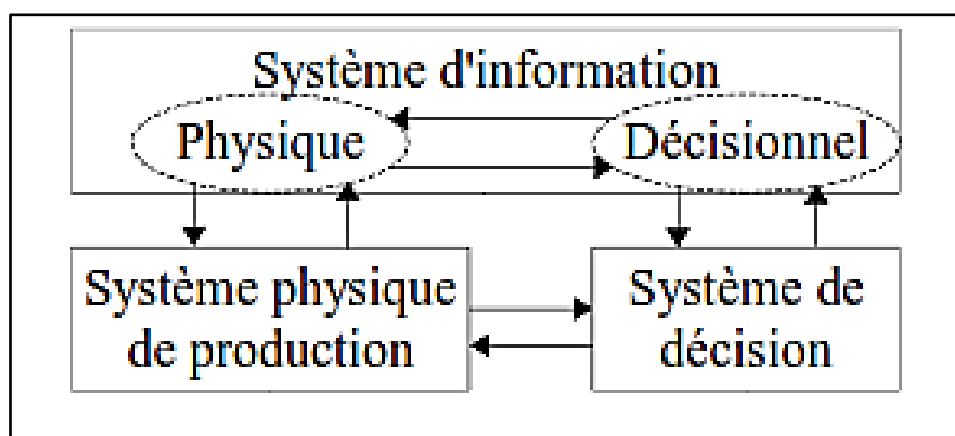 Système d'information
Physique
Décisionnel
Système physique
de production
Système de
décision